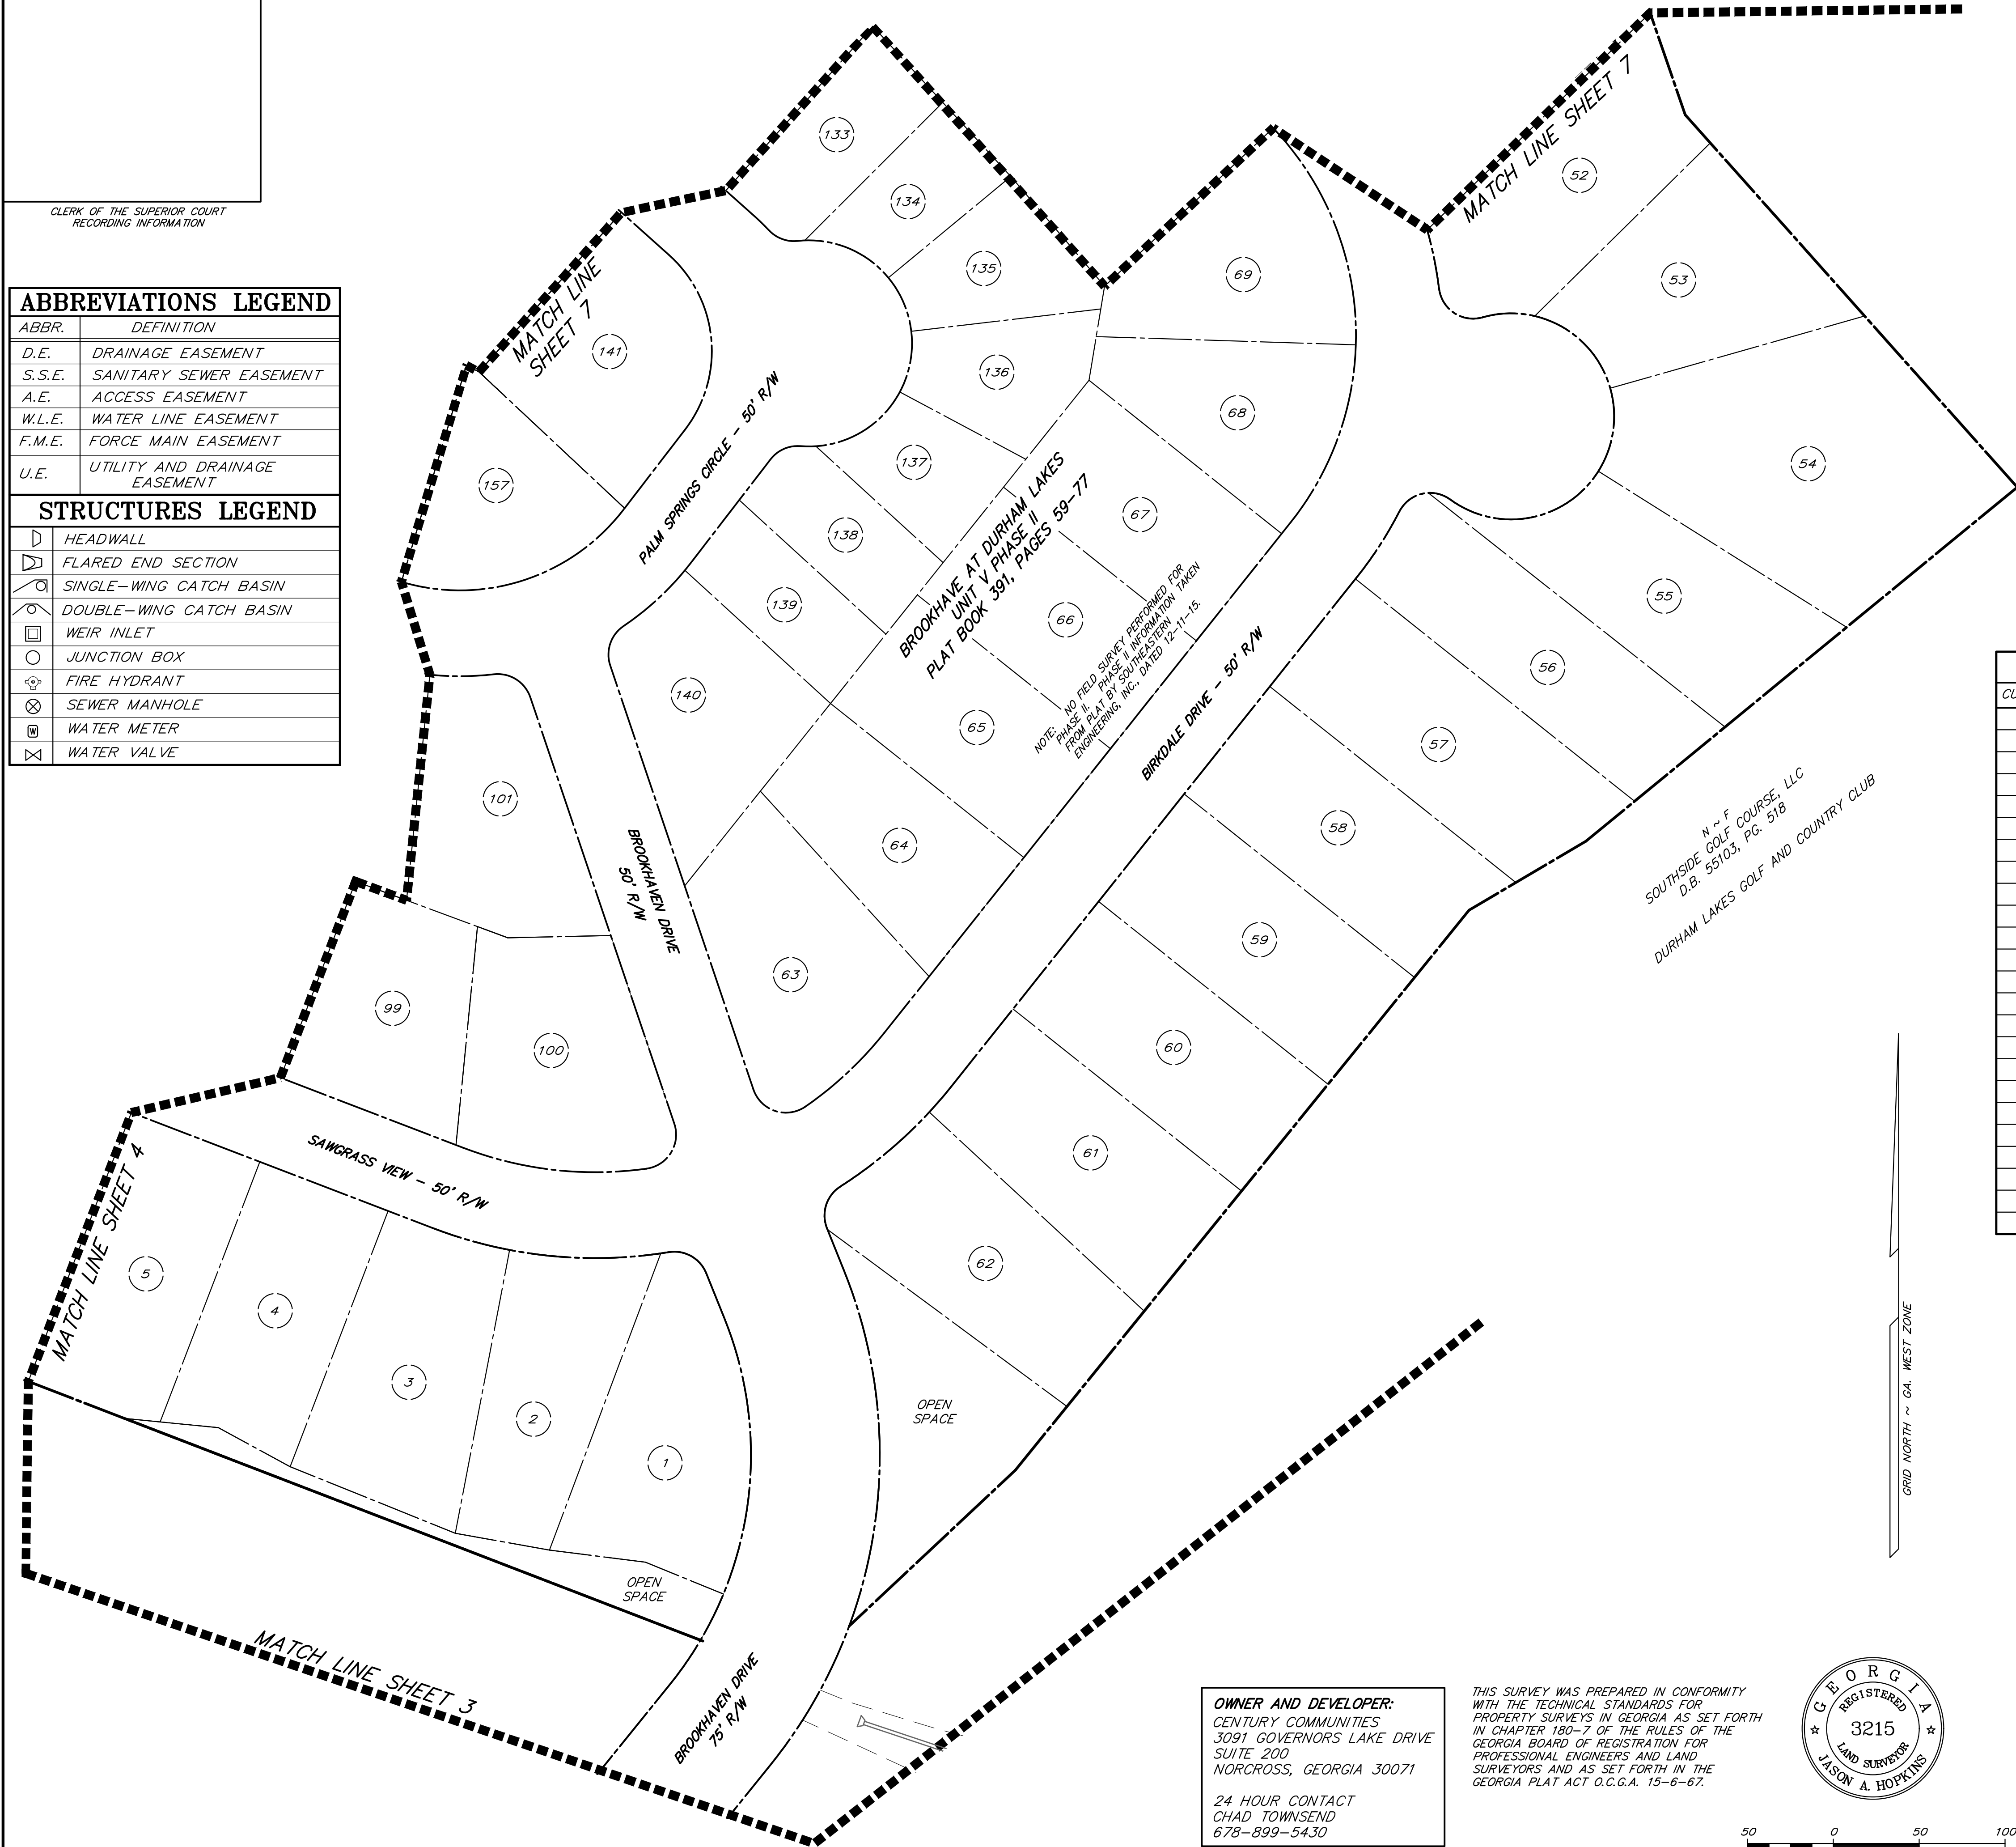 CLERK OF THE SUPERIOR COURT
RECORDING INFORMATION
ABBREVIATIONS LEGEND
ABBR. DEFINITION
D.E. DRAINAGE EASEMENT
S.S.E. SANITARY SEWER EASEMENT
A.E. ACCESS EASEMENT
W.L.E. WATER LINE EASEMENT
F.M.E. FORCE MAIN EASEMENT
U.E. UTILITY AND DRAINAGE
EASEMENT
STRUCTURES LEGEND
HEADWALL
FLARED END SECTION
SINGLE-WING CATCH BASIN
DOUBLE-WING CATCH BASIN
WEIR INLET
JUNCTION BOX
FIRE HYDRANT
SEWER MANHOLE
W WATER METER
WATER VALVE
MATCH LINE SHEET 7
MATCH LINE
SHEET 7
133
134
135
136
137
138
139
140
141
157
52
53
54
55
56
57
58
59
60
61
62
63
64
65
66
67
68
69
PALM SPRINGS CIRCLE - 50' R/W
BROOKHAVE AT DURHAM LAKES
UNIT V PHASE II
PLAT BOOK 391, PAGES 59-77
NOTE: NO FIELD SURVEY PERFORMED FOR
PHASE II. PHASE II INFORMATION TAKEN
FROM PLAT BY SOUTHEASTERN
ENGINEERING, INC., DATED 12-11-15.
BIRKDALE DRIVE - 50' R/W
BROOKHAVEN DRIVE
50' R/W
101
99
100
SAWGRASS VIEW - 50' R/W
MATCH LINE SHEET 4
5
4
3
2
1
OPEN
SPACE
OPEN
SPACE
MATCH LINE SHEET 3
BROOKHAVEN DRIVE
75' R/W
N ~ F
SOUTHSIDE GOLF COURSE, LLC
D.B. 55103, PG. 518
DURHAM LAKES GOLF AND COUNTRY CLUB
GRID NORTH ~ GA. WEST ZONE
OWNER AND DEVELOPER:
CENTURY COMMUNITIES
3091 GOVERNORS LAKE DRIVE
SUITE 200
NORCROSS, GEORGIA 30071
24 HOUR CONTACT
CHAD TOWNSEND
678-899-5430
THIS SURVEY WAS PREPARED IN CONFORMITY
WITH THE TECHNICAL STANDARDS FOR
PROPERTY SURVEYS IN GEORGIA AS SET FORTH
IN CHAPTER 180-7 OF THE RULES OF THE
GEORGIA BOARD OF REGISTRATION FOR
PROFESSIONAL ENGINEERS AND LAND
SURVEYORS AND AS SET FORTH IN THE
GEORGIA PLAT ACT O.C.G.A. 15-6-67.
GEORGIA
REGISTERED
3215
LAND SURVEYOR
JASON A. HOPKINS
50 0 50 100